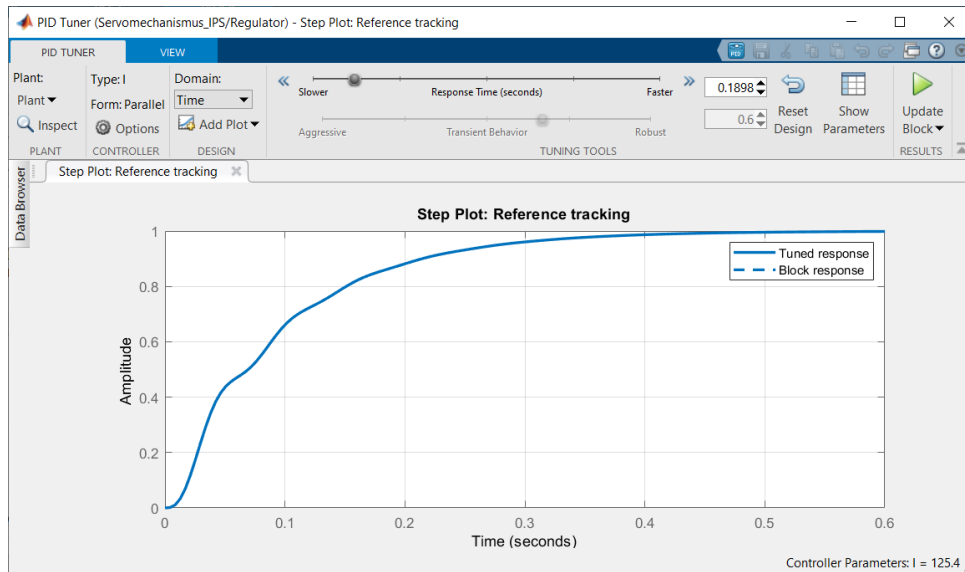 PID Tuner (Servomechanismus_IPS/Regulator) - Step Plot: Reference tracking
PID TUNER
VIEW
Plant:
Plant
Inspect
PLANT
Type: I
Form: Parallel
Options
CONTROLLER
Domain:
Time
Add Plot
DESIGN
Slower
Response Time (seconds)
Faster
0.1898
Aggressive
Transient Behavior
Robust
0.6
Reset
Design
Show
Parameters
TUNING TOOLS
Update
Block
RESULTS
PID
?
Data Browser
Step Plot: Reference tracking
Step Plot: Reference tracking
Tuned response
Block response
Amplitude
1
0.8
0.6
0.4
0.2
0
0 0.1 0.2 0.3 0.4 0.5 0.6
Time (seconds)
Controller Parameters: I = 125.4